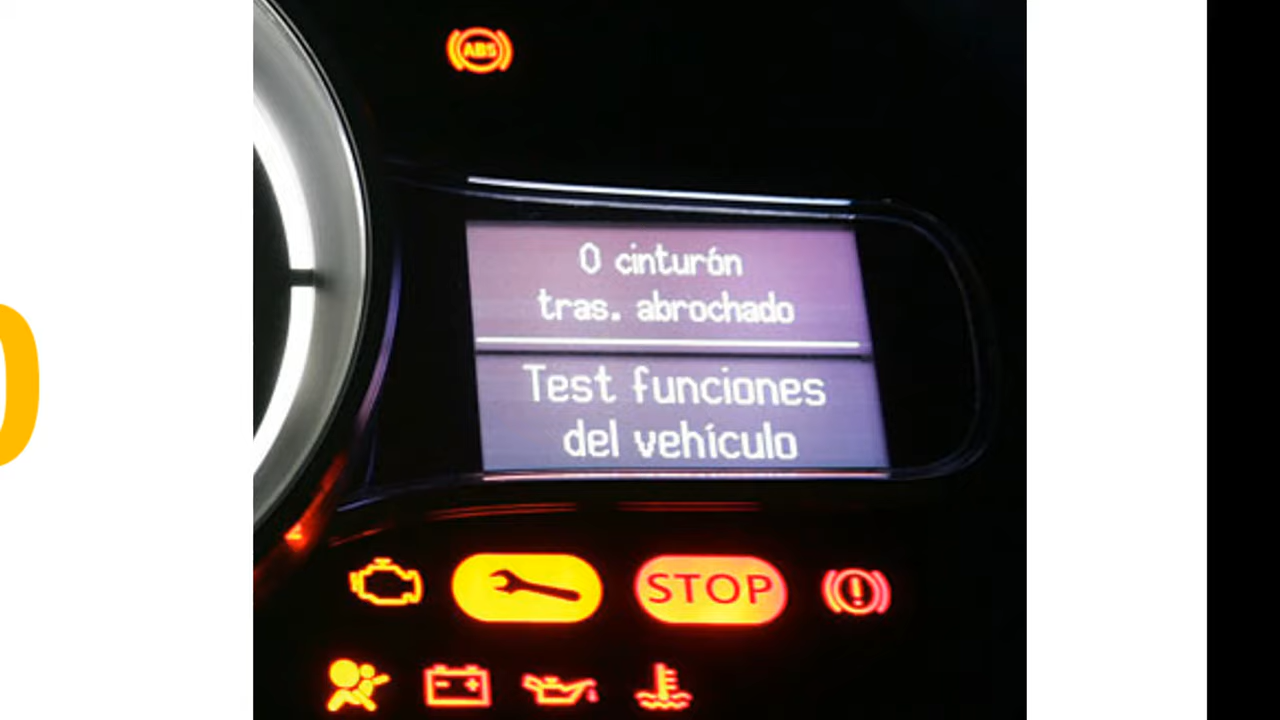 ABS
0 cinturón
tras. abrochado
Test funciones
del vehículo
STOP